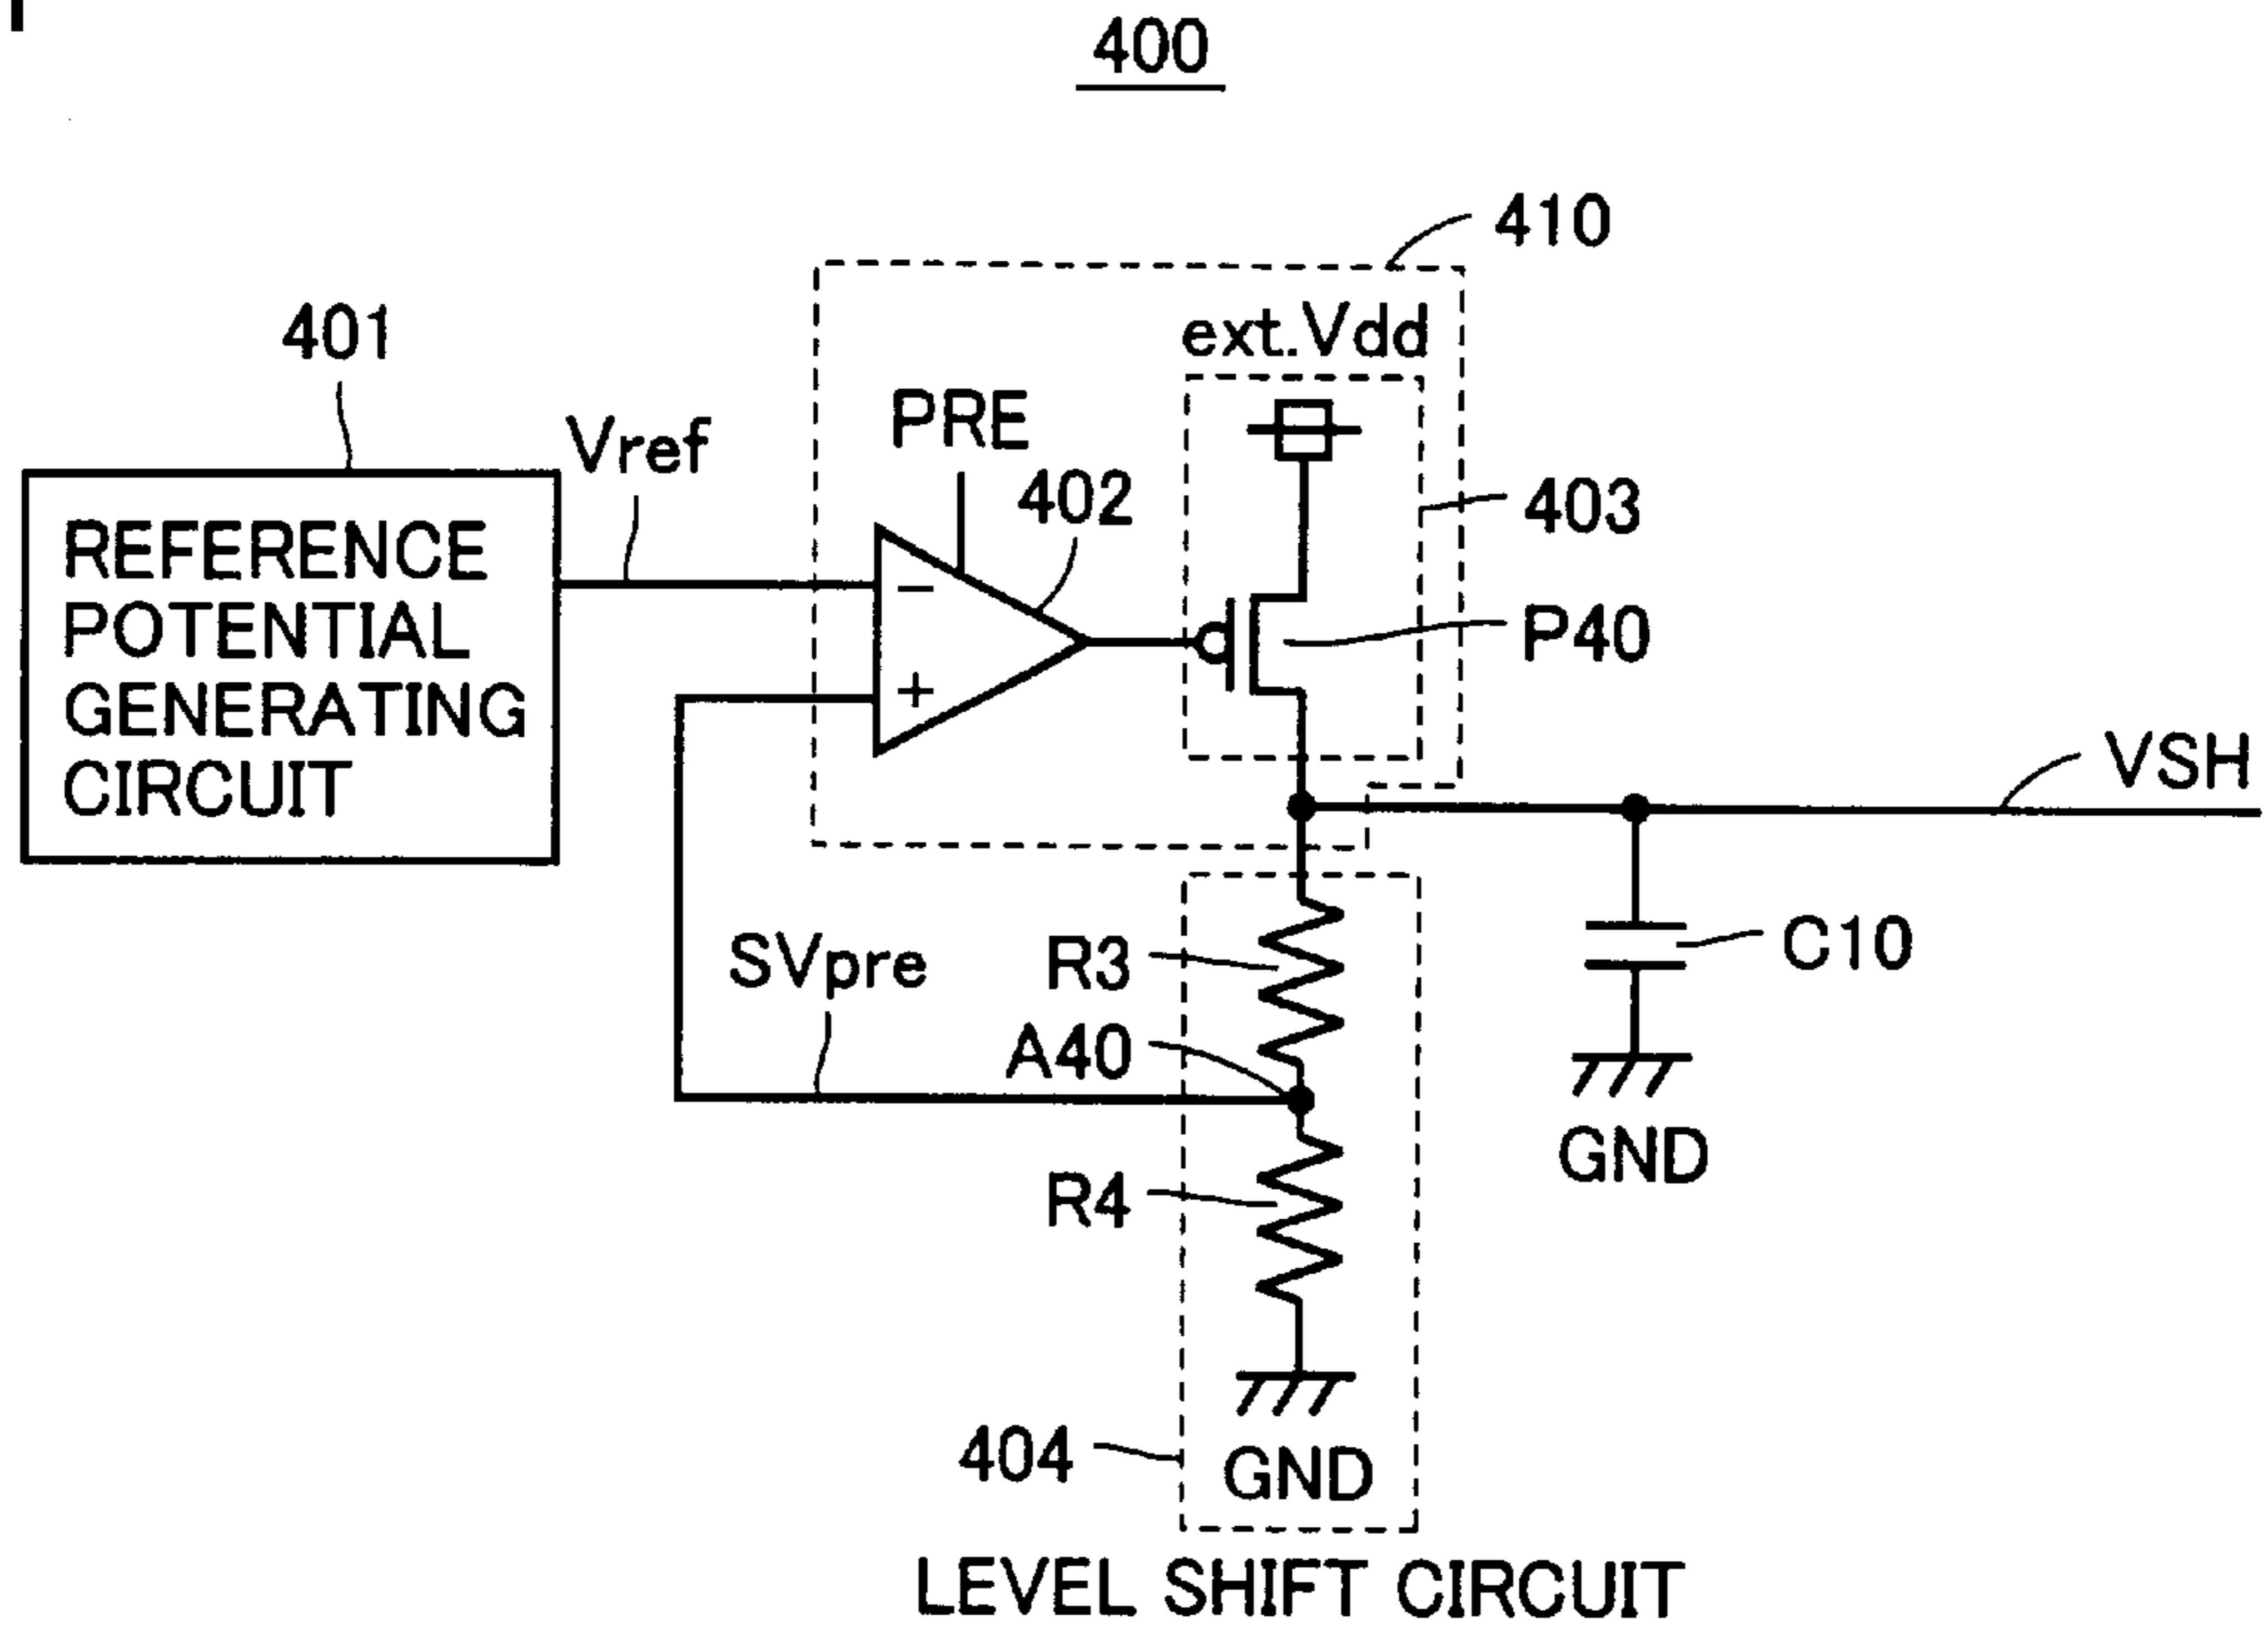 400
410
ext.Vdd
401
PRE
Vref
402
403
REFERENCE
POTENTIAL
GENERATING
CIRCUIT
−
+
P40
VSH
SVpre
R3
C10
A40
GND
R4
404
GND
LEVEL SHIFT CIRCUIT